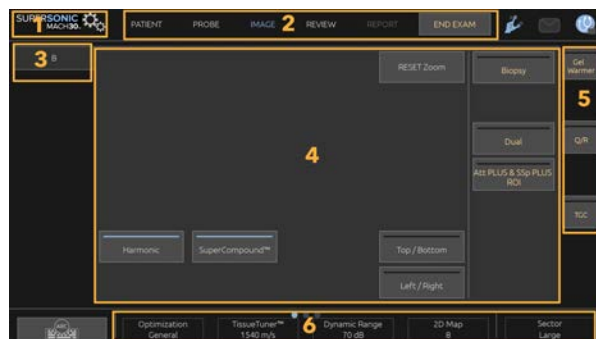 SUPERSONIC
MACH30
1
PATIENT PROBE IMAGE 2 REVIEW REPORT END EXAM
3 B
RESET Zoom
Biopsy
Gel
Warmer
5
4
Dual
Q/R
Att PLUS & SSp PLUS
ROI
TGC
Harmonic SuperCompound™ Top / Bottom
Left / Right
6
Optimization TissueTuner™ Dynamic Range 2D Map Sector
General 1540 m/s 70 dB 8 Large